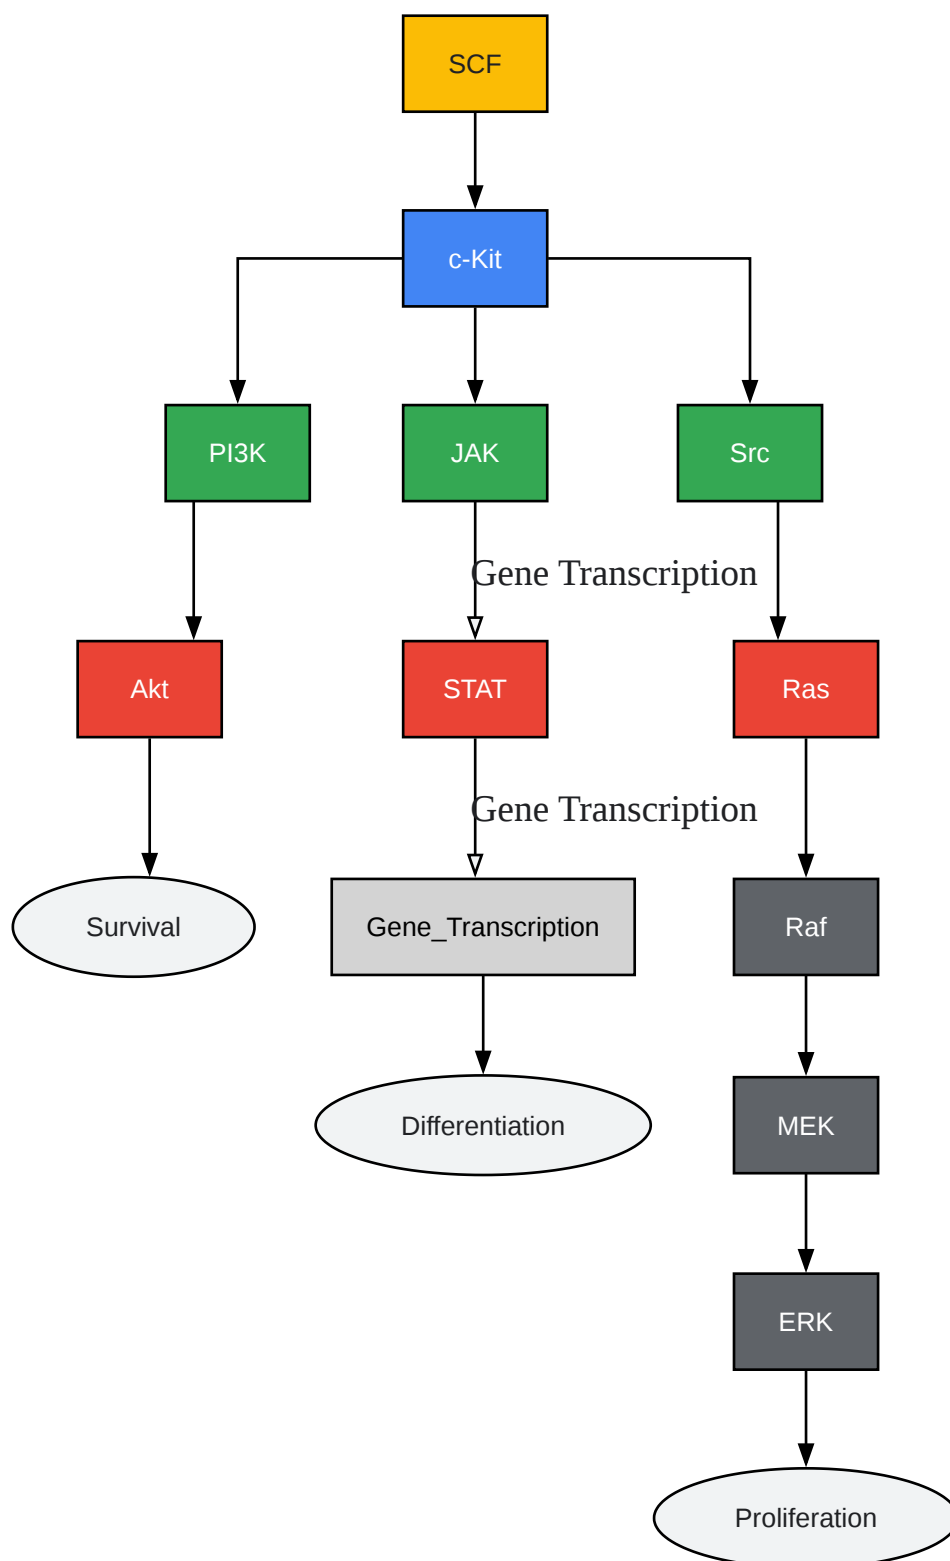 SCF
c-Kit
PI3K
JAK
Src
Gene Transcription
Akt
STAT
Ras
Gene Transcription
Survival
Gene_Transcription
Raf
Differentiation
MEK
ERK
Proliferation